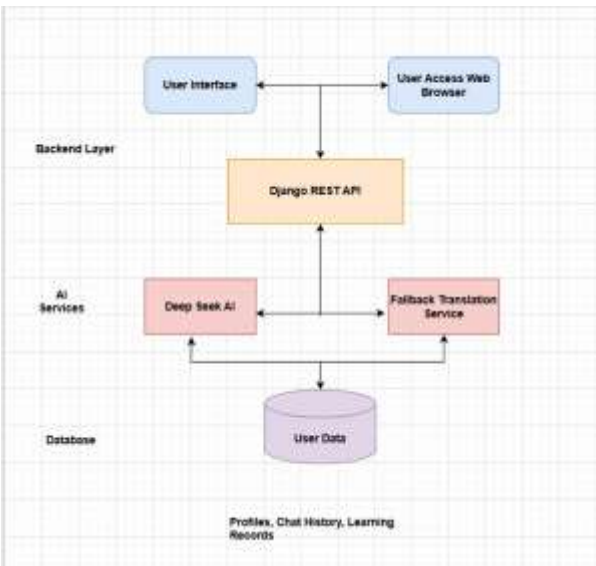 User Interface
User Access Web
Browser
Backend Layer
Django REST API
AI
Services
Deep Seek AI
Fallback Translation
Service
Database
User Data
Profiles, Chat History, Learning
Records